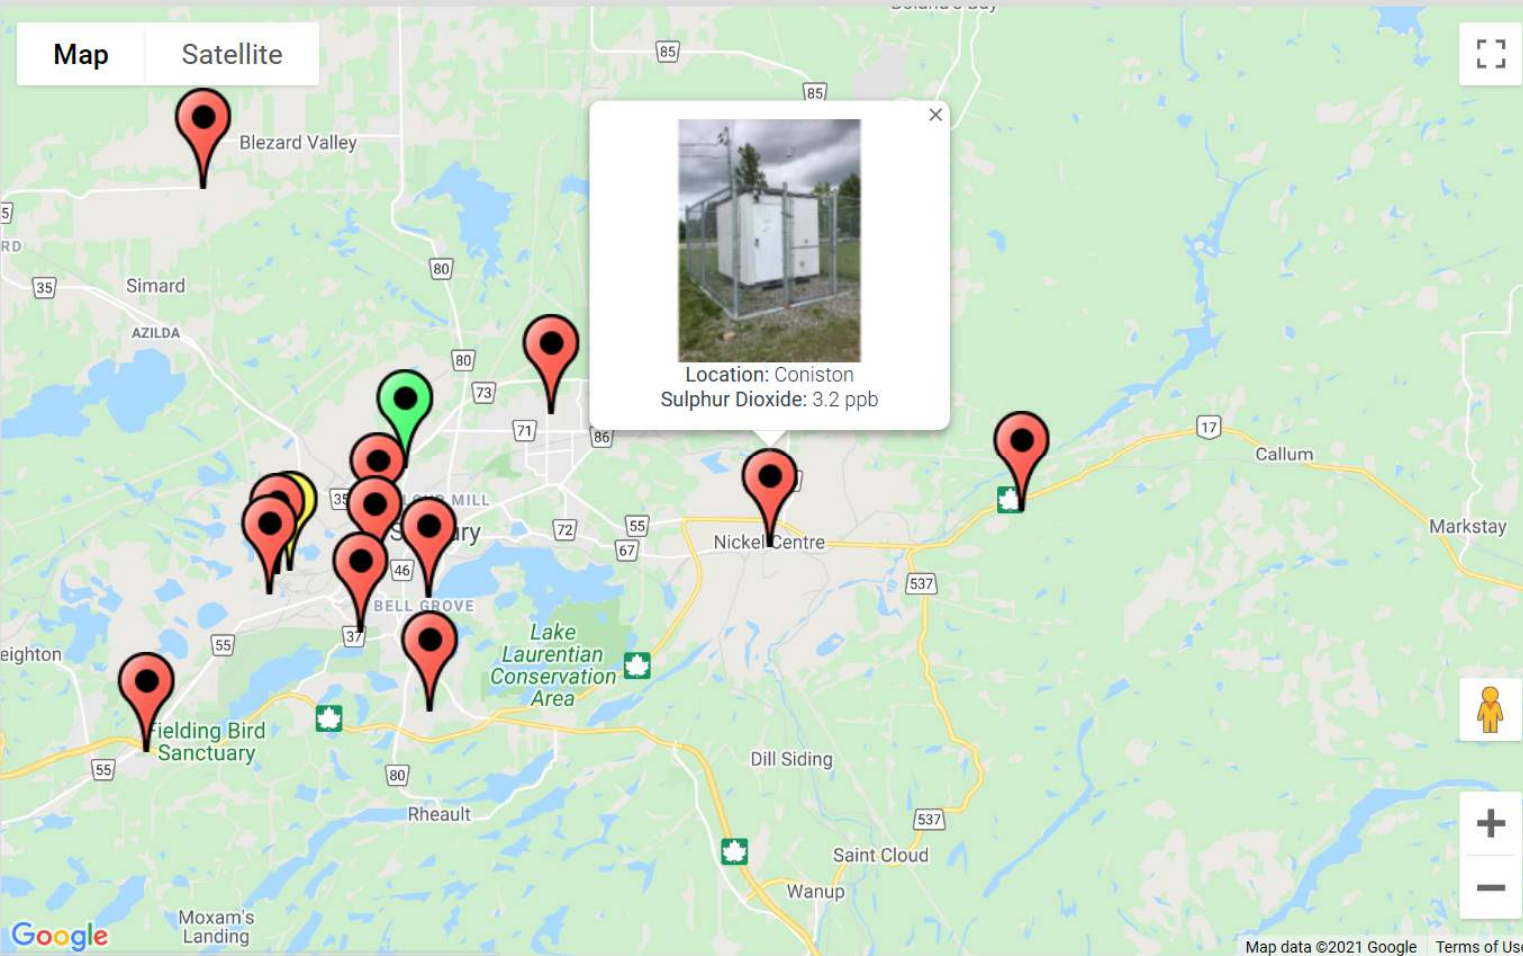 Map
Satellite
85
85
Blezard Valley
5
RD
35
Simard
AZILDA
80
80
73
71
86
Location: Coniston
Sulphur Dioxide: 3.2 ppb
17
Callum
Markstay
35
MILL
72
55
67
Nickel Centre
46
BELL GROVE
537
37
55
eighton
Lake
Laurentian
Conservation
Area
Fielding Bird
Sanctuary
55
80
Dill Siding
Rheault
537
Saint Cloud
Wanup
Moxam's
Landing
Google
Map data ©2021 Google
Terms of Use